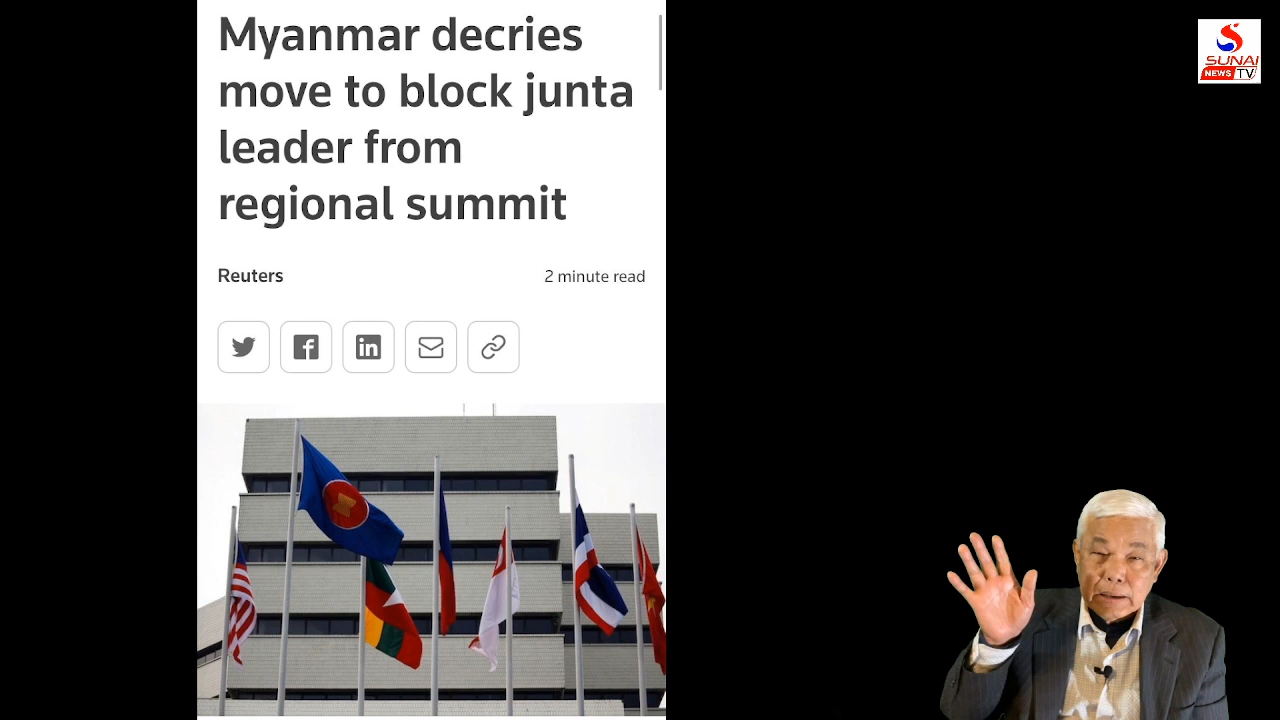 Myanmar decries
move to block junta
leader from
regional summit
Reuters
2 minute read
SUNAI
NEWS TV